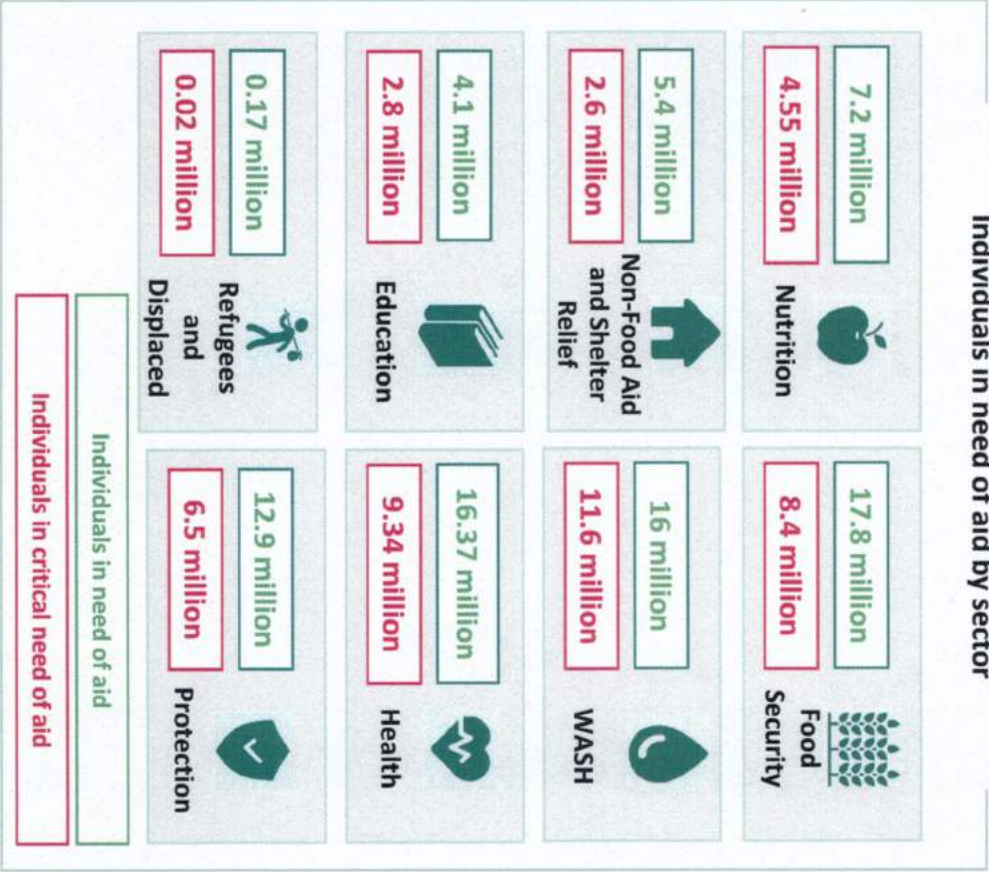 Individuals in need of aid by sector
7.2 million
4.55 million
Nutrition
17.8 million
8.4 million
Food
Security
5.4 million
2.6 million
Non-Food Aid
and Shelter
Relief
16 million
11.6 million
WASH
4.1 million
2.8 million
Education
16.37 million
9.34 million
Health
0.17 million
0.02 million
Refugees
and
Displaced
12.9 million
6.5 million
Protection
Individuals in need of aid
Individuals in critical need of aid